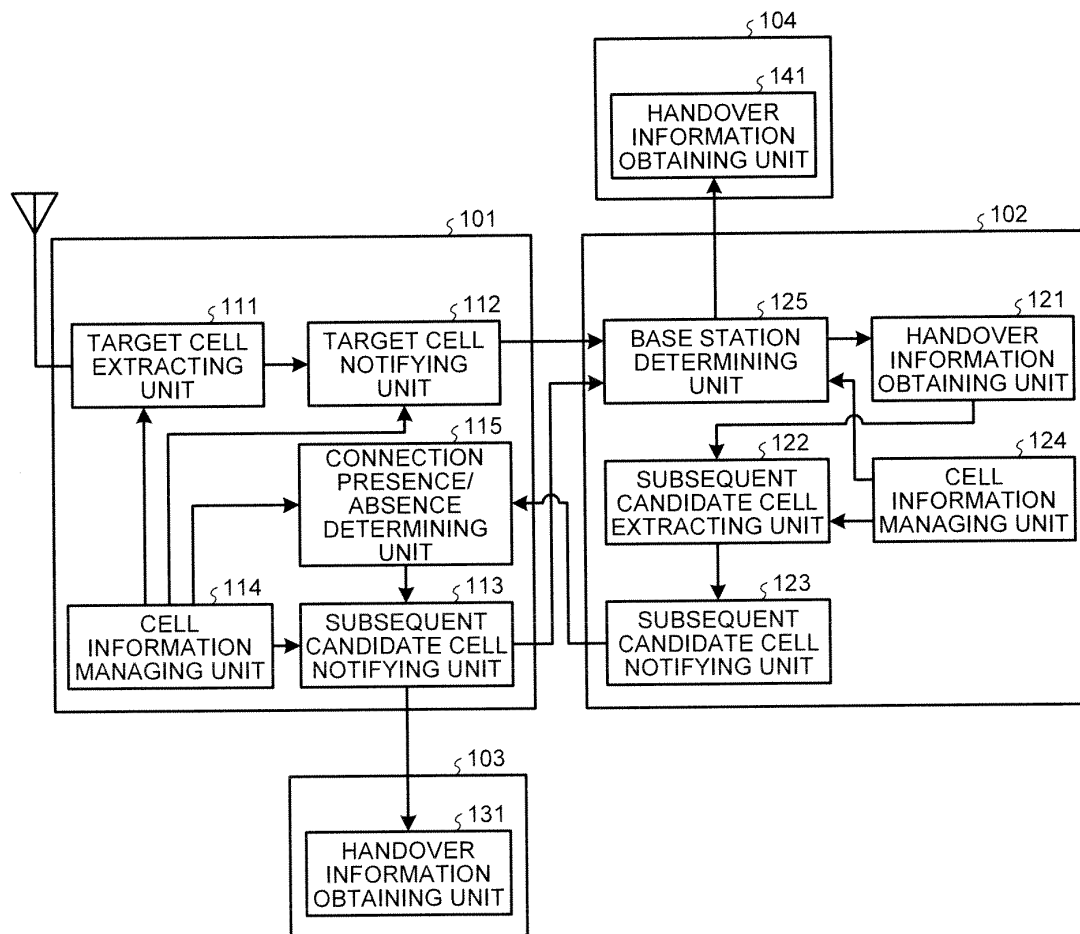 104
141
HANDOVER
INFORMATION
OBTAINING UNIT
101
102
111
TARGET CELL
EXTRACTING
UNIT
112
TARGET CELL
NOTIFYING
UNIT
125
BASE STATION
DETERMINING
UNIT
121
HANDOVER
INFORMATION
OBTAINING UNIT
115
CONNECTION
PRESENCE/
ABSENCE
DETERMINING
UNIT
122
SUBSEQUENT
CANDIDATE CELL
EXTRACTING UNIT
124
CELL
INFORMATION
MANAGING UNIT
114
CELL
INFORMATION
MANAGING UNIT
113
SUBSEQUENT
CANDIDATE CELL
NOTIFYING UNIT
123
SUBSEQUENT
CANDIDATE CELL
NOTIFYING UNIT
103
131
HANDOVER
INFORMATION
OBTAINING UNIT